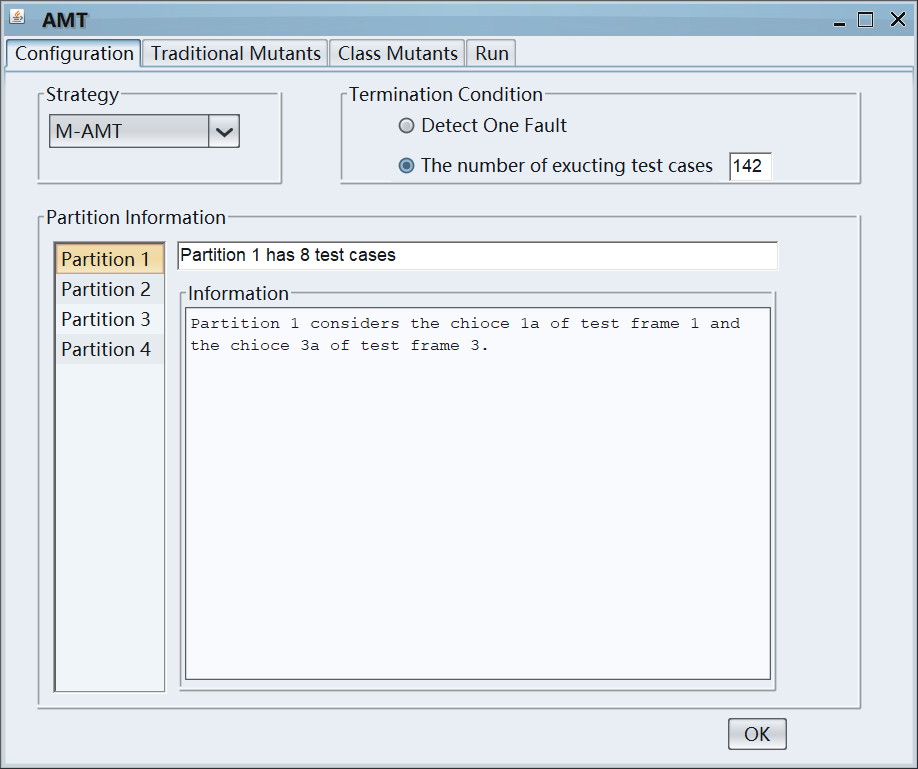 AMT
Configuration Traditional Mutants Class Mutants Run
Strategy
M-AMT
Termination Condition
Detect One Fault
The number of exucting test cases 142
Partition Information
Partition 1
Partition 2
Partition 3
Partition 4
Partition 1 has 8 test cases
Information
Partition 1 considers the chioce 1a of test frame 1 and
the chioce 3a of test frame 3.
OK